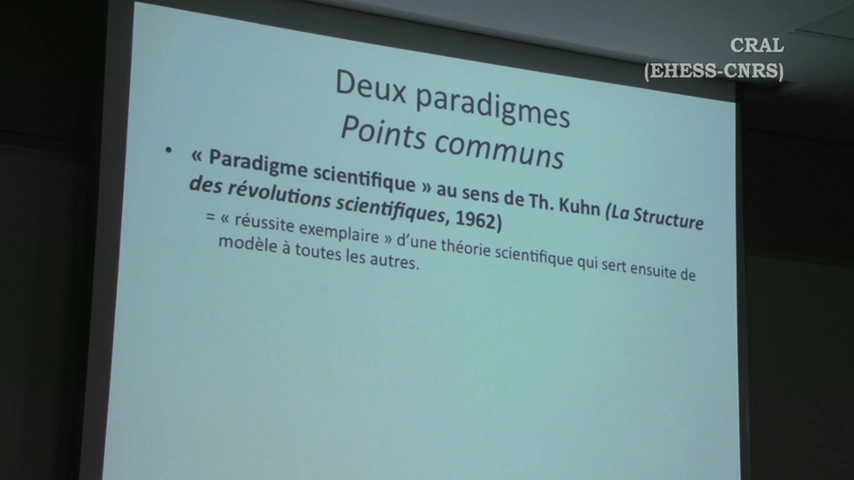 CRAL
(EHESS-CNRS)
Deux paradigmes
Points communs
• « Paradigme scientifique » au sens de Th. Kuhn (La Structure
des révolutions scientifiques, 1962)
= « réussite exemplaire » d'une théorie scientifique qui sert ensuite de
modèle à toutes les autres.